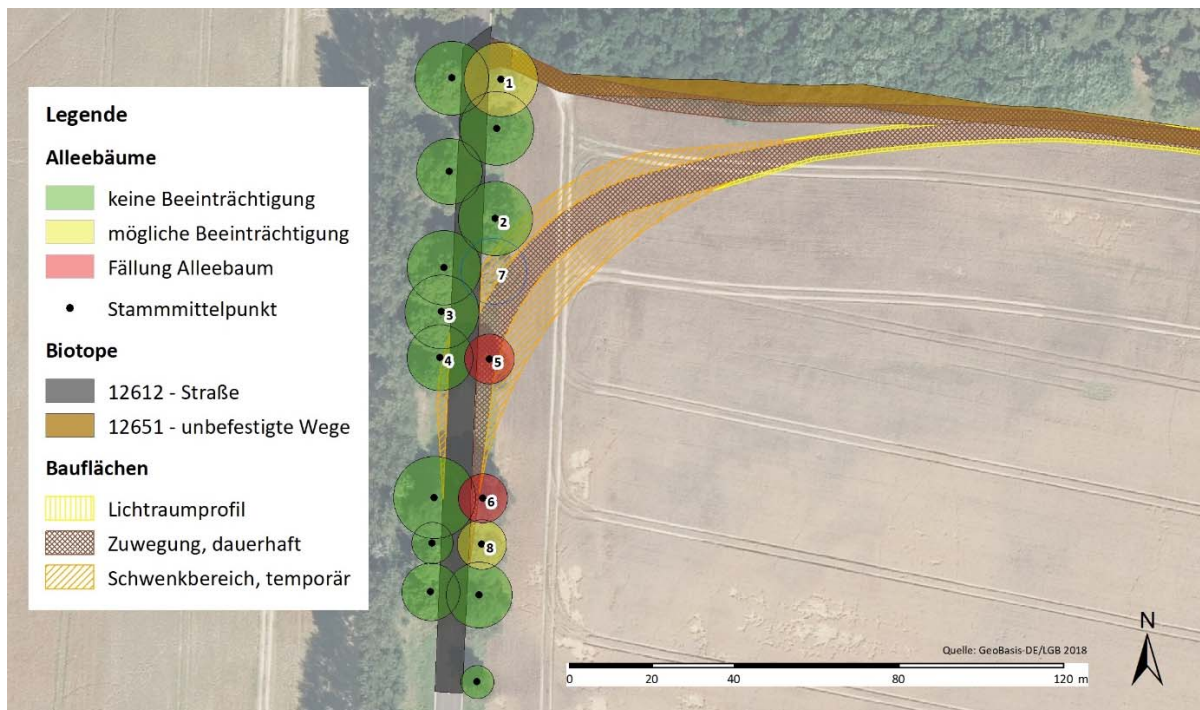 Legende
Alleebäume
keine Beeinträchtigung
mögliche Beeinträchtigung
Fällung Alleebaum
Stammmittelpunkt
Biotope
12612 - Straße
12651 - unbefestigte Wege
Bauflächen
Lichtraumprofil
Zuwegung, dauerhaft
Schwenkbereich, temporär
1
2
7
3
4
5
6
8
N
Quelle: GeoBasis-DE/LGB 2018
0 20 40 80 120 m